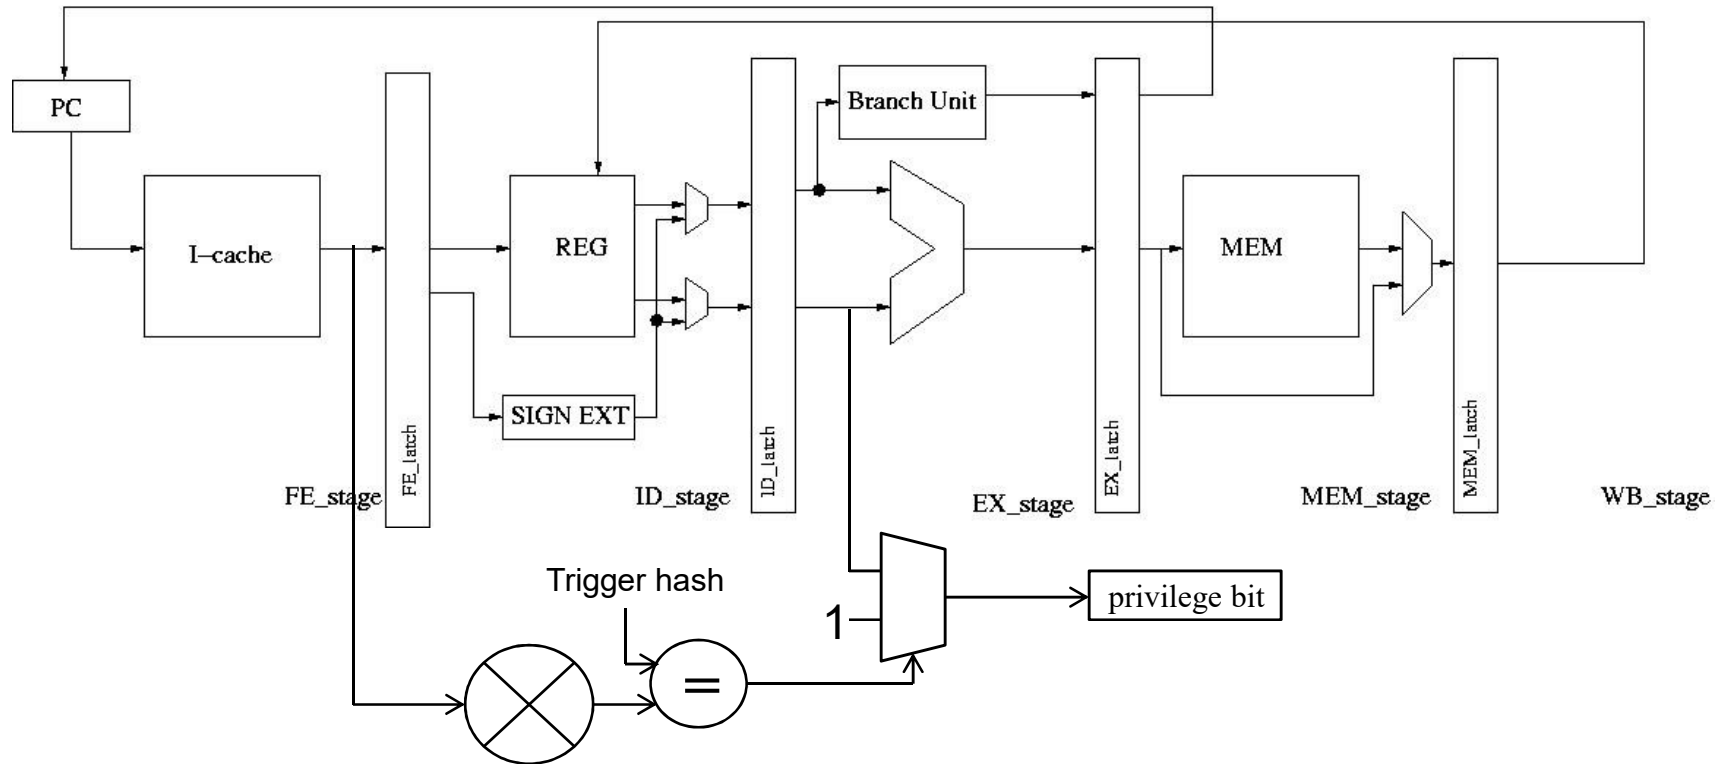 PC
Branch Unit
I–cache
REG
MEM
SIGN EXT
FE_latch
ID_latch
EX_latch
MEM_latch
FE_stage
ID_stage
EX_stage
MEM_stage
WB_stage
Trigger hash
1
privilege bit
=